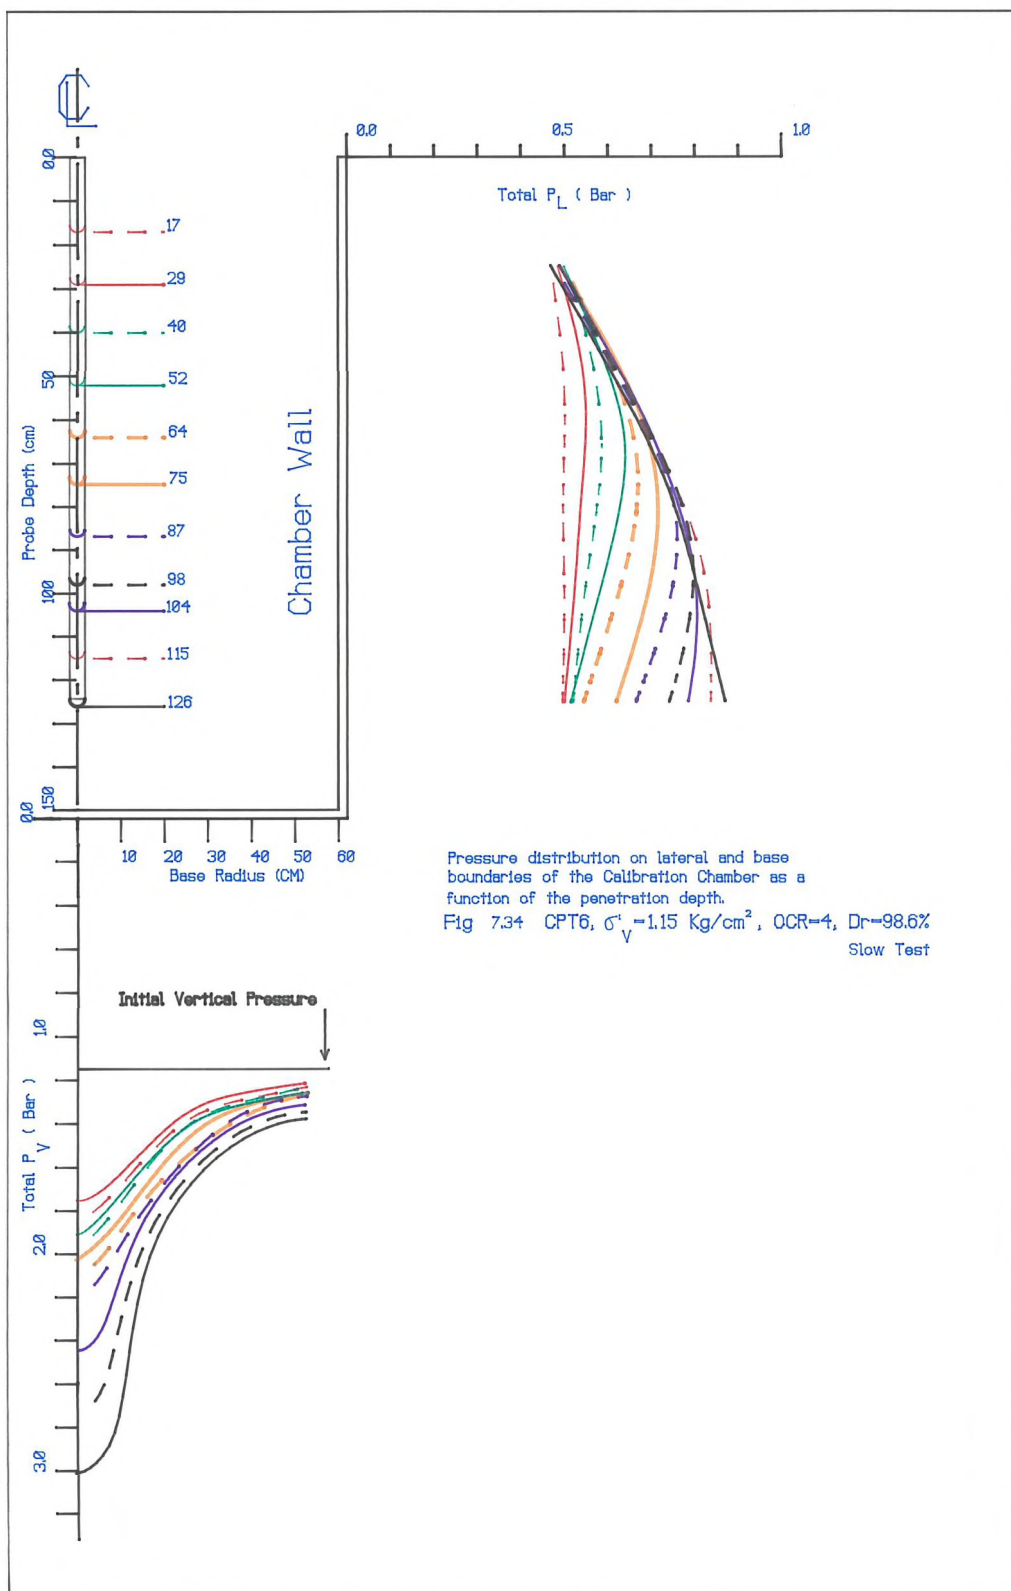 ℄
0.0 0.5 1.0
Total P_L ( Bar )
0.0
50
100
150
Probe Depth (cm)
17
29
40
52
64
75
87
98
104
115
126
Chamber Wall
0.0
10 20 30 40 50 60
Base Radius (CM)
Pressure distribution on lateral and base
boundaries of the Calibration Chamber as a
function of the penetration depth.
Fig 7.34 CPT6, σ'_V=1.15 Kg/cm², OCR=4, Dr=98.6%
Slow Test
Initial Vertical Pressure
1.0
2.0
3.0
Total P_V ( Bar )